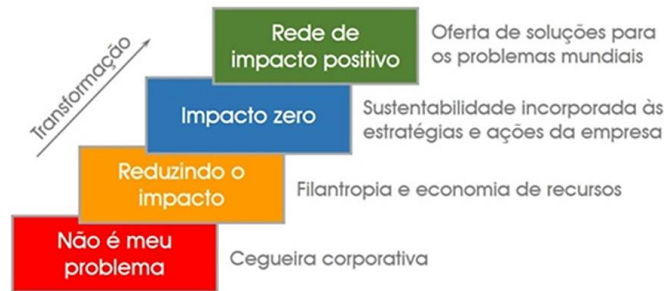 Rede de
impacto positivo
Oferta de soluções para
os problemas mundiais
Transformação
Impacto zero
Sustentabilidade incorporada às
estratégias e ações da empresa
Reduzindo o
impacto
Filantropia e economia de recursos
Não é meu
problema
Cegueira corporativa